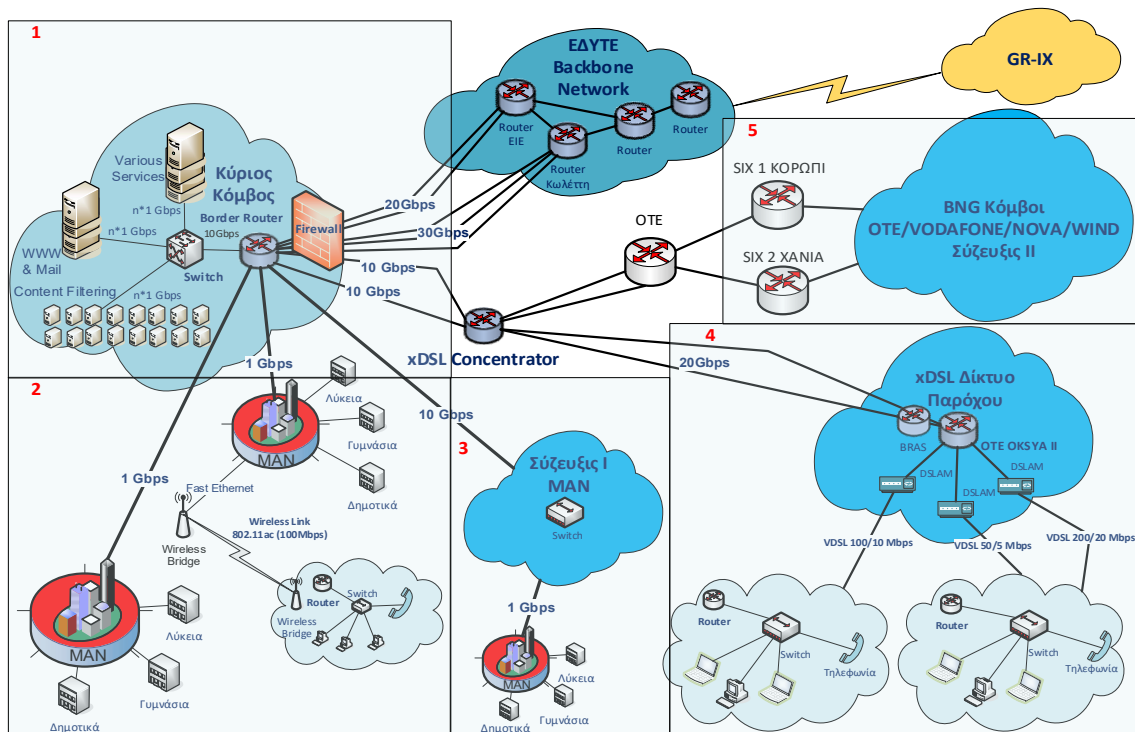 1
Various
Services
Κύριος
Κόμβος
Border Router
n*1 Gbps
10Gbps
n*1 Gbps
WWW
& Mail
Switch
Firewall
Content Filtering
n*1 Gbps
20Gbps
30Gbps
10 Gbps
10 Gbps
1 Gbps
ΕΔΥΤΕ
Backbone
Network
Router
ΕΙΕ
Router
Κωλέττη
Router
Router
GR-IX
5
SIX 1 ΚΟΡΩΠΙ
SIX 2 ΧΑΝΙΑ
ΟΤΕ
BNG Κόμβοι
OTE/VODAFONE/NOVA/WIND
Σύζευξις II
xDSL Concentrator
20Gbps
2
1 Gbps
MAN
Λύκεια
Γυμνάσια
Δημοτικά
Fast Ethernet
Wireless
Bridge
Wireless Link
802.11ac (100Mbps)
Router
Switch
Wireless
Bridge
MAN
Λύκεια
Γυμνάσια
Δημοτικά
3
10 Gbps
Σύζευξις I
MAN
Switch
1 Gbps
MAN
Λύκεια
Γυμνάσια
Δημοτικά
4
xDSL Δίκτυο
Παρόχου
BRAS
OTE OKSYA II
DSLAM
DSLAM
DSLAM
VDSL 100/10 Mbps
VDSL 50/5 Mbps
VDSL 200/20 Mbps
Router
Switch
Τηλεφωνία
Router
Switch
Τηλεφωνία